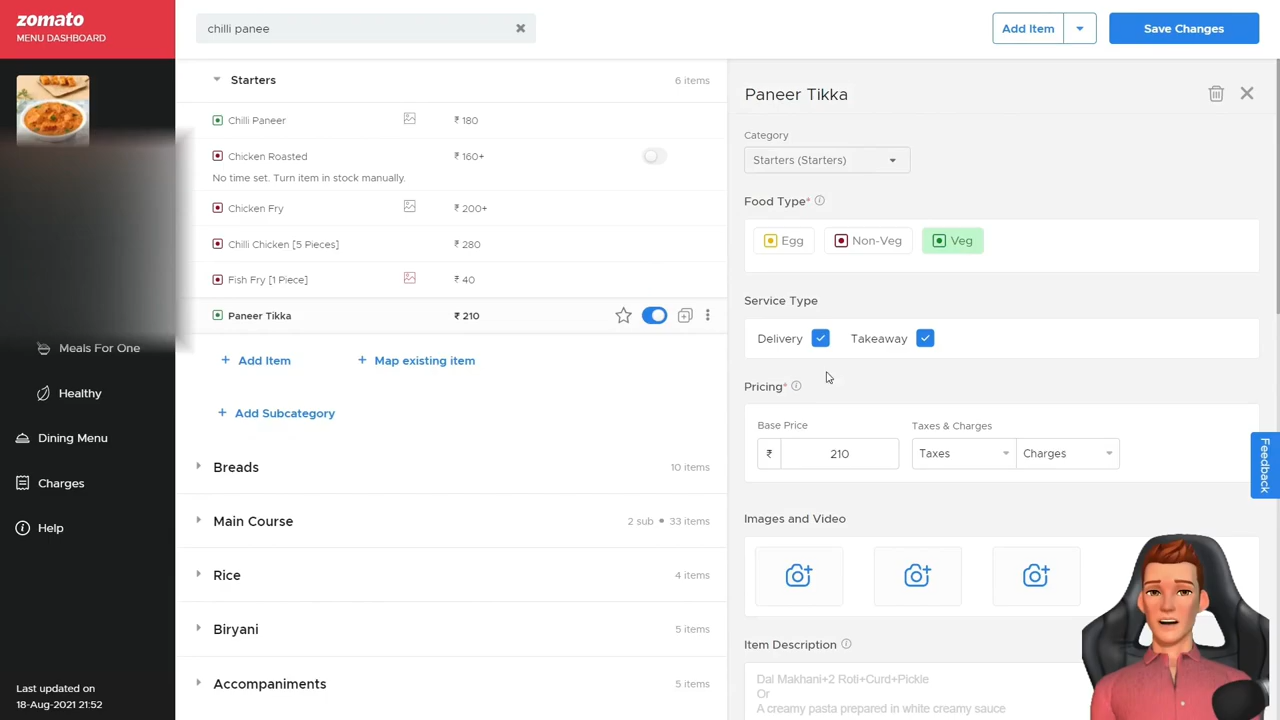 zomato
MENU DASHBOARD
chilli panee
Add Item
Save Changes
Starters
6 items
Chilli Paneer
₹ 180
Chicken Roasted
₹ 160+
No time set. Turn item in stock manually.
Chicken Fry
₹ 200+
Chilli Chicken [5 Pieces]
₹ 280
Fish Fry [1 Piece]
₹ 40
Paneer Tikka
₹ 210
+ Add Item
+ Map existing item
+ Add Subcategory
Breads
10 items
Main Course
2 sub • 33 items
Rice
4 items
Biryani
5 items
Accompaniments
5 items
Meals For One
Healthy
Dining Menu
Charges
Help
Last updated on
18-Aug-2021 21:52
Paneer Tikka
Category
Starters (Starters)
Food Type*
Egg
Non-Veg
Veg
Service Type
Delivery
Takeaway
Pricing*
Base Price
Taxes & Charges
₹
210
Taxes
Charges
Images and Video
Item Description
Dal Makhani+2 Roti+Curd+Pickle
Or
A creamy pasta prepared in white creamy sauce
Feedback